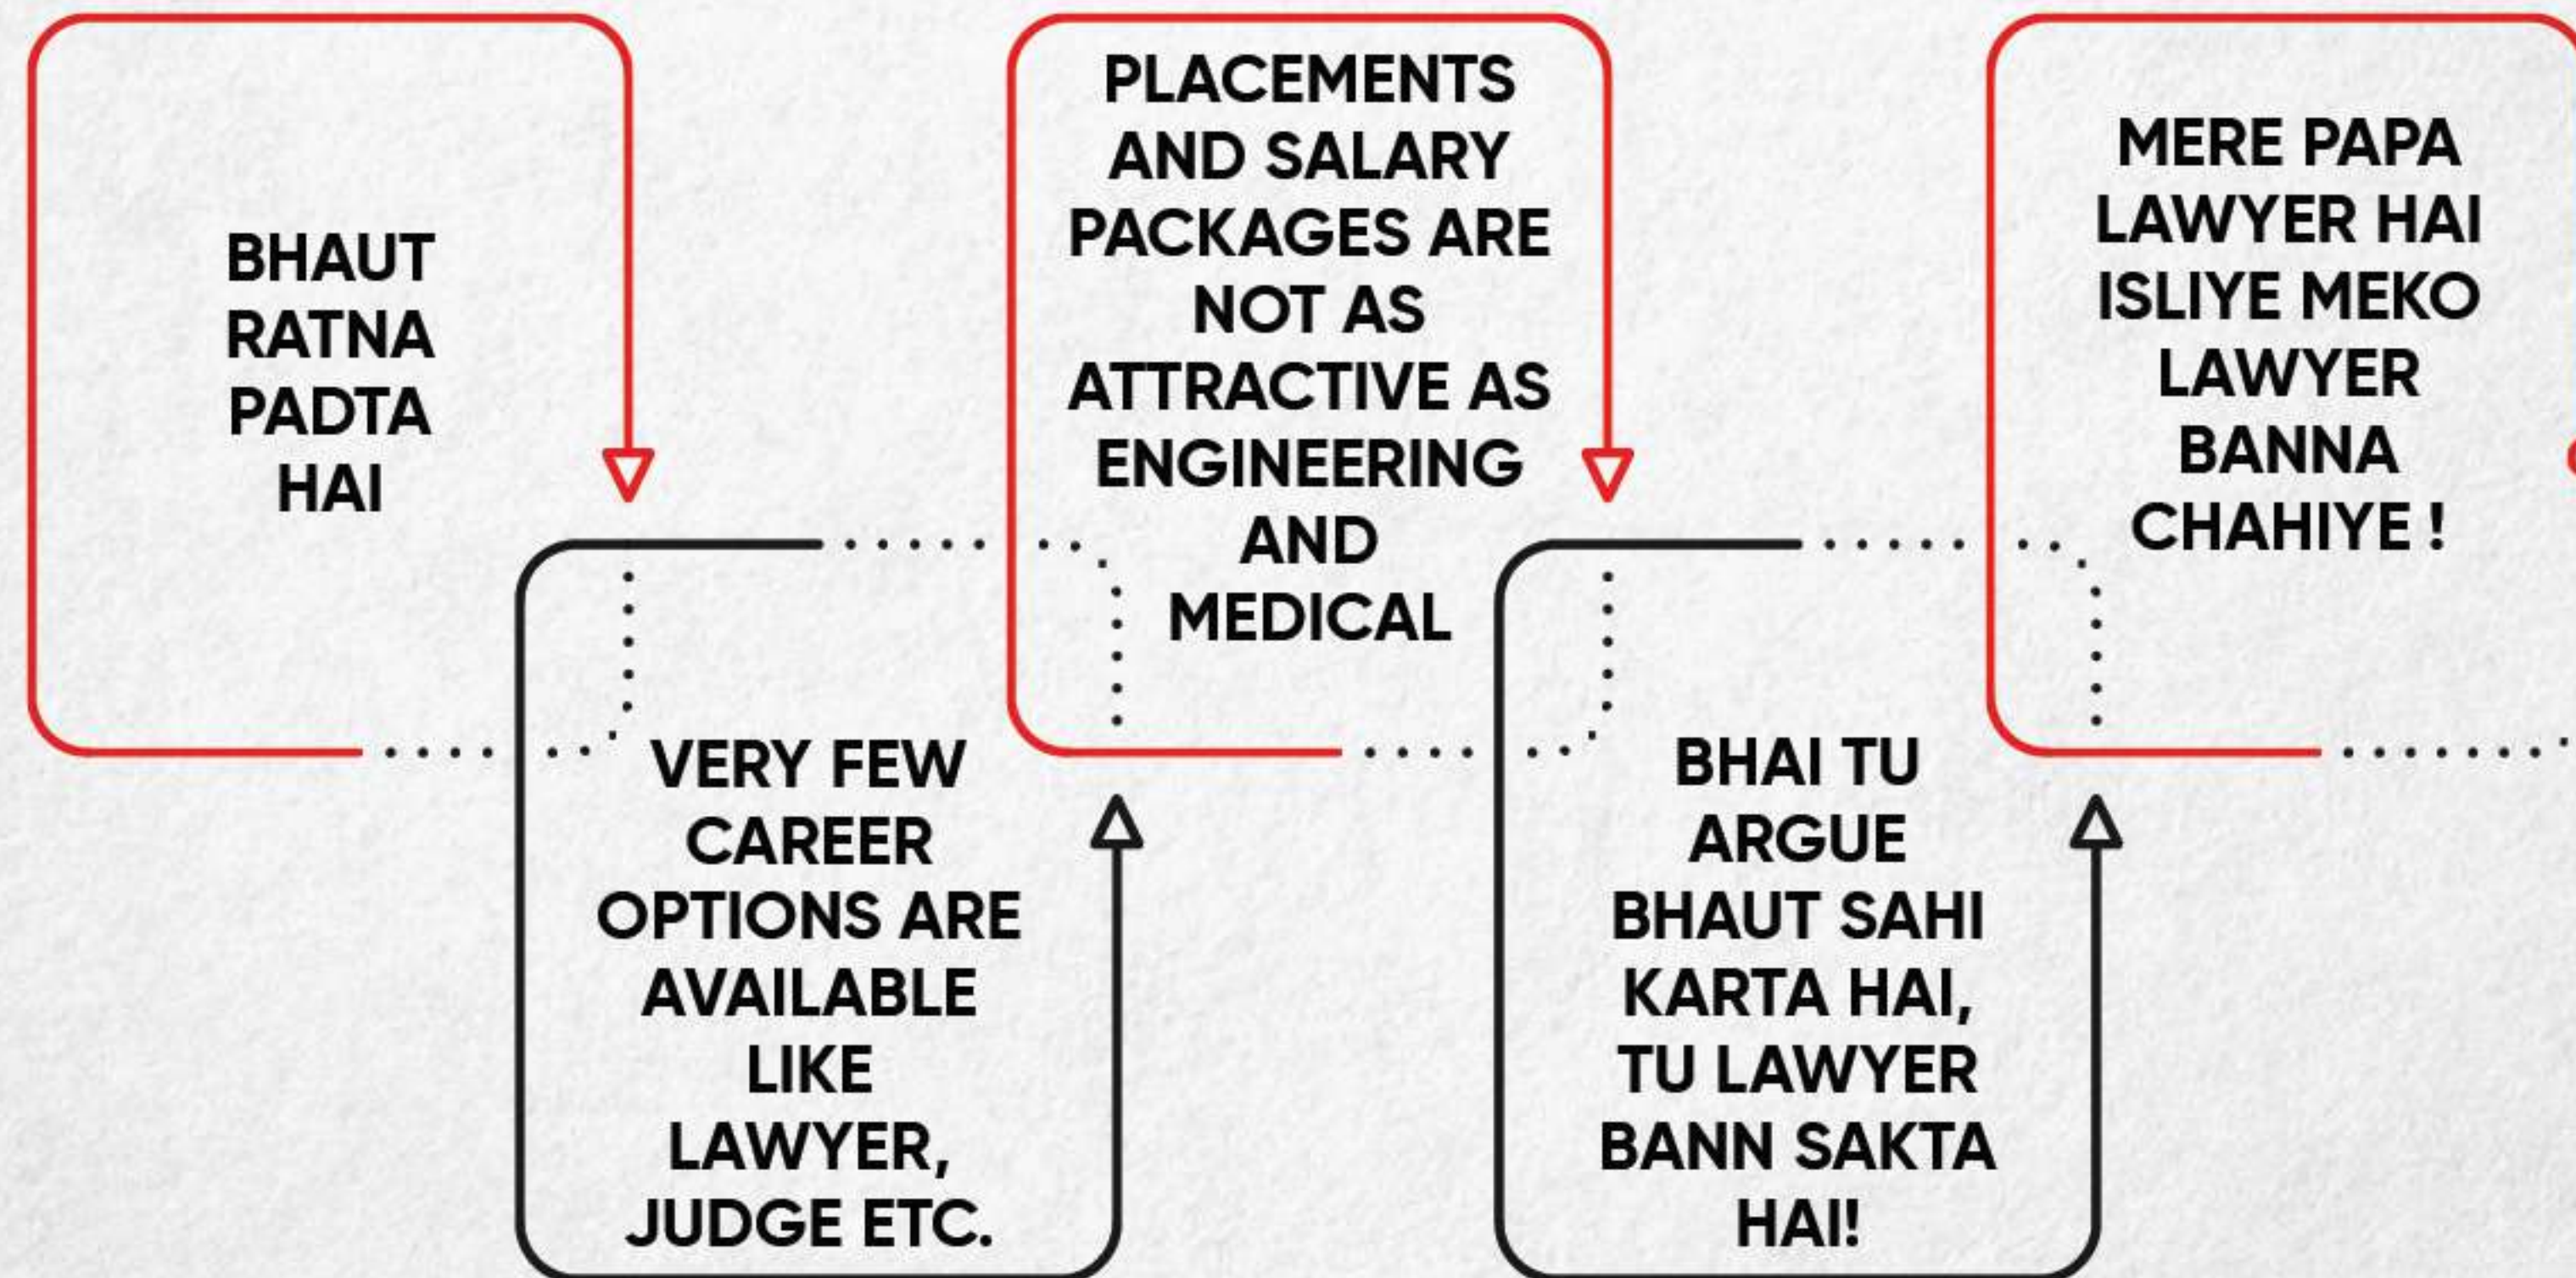 BHAUT
RATNA
PADTA
HAI
VERY FEW
CAREER
OPTIONS ARE
AVAILABLE
LIKE
LAWYER,
JUDGE ETC.
PLACEMENTS
AND SALARY
PACKAGES ARE
NOT AS
ATTRACTIVE AS
ENGINEERING
AND
MEDICAL
BHAI TU
ARGUE
BHAUT SAHI
KARTA HAI,
TU LAWYER
BANN SAKTA
HAI!
MERE PAPA
LAWYER HAI
ISLIYE MEKO
LAWYER
BANNA
CHAHIYE !